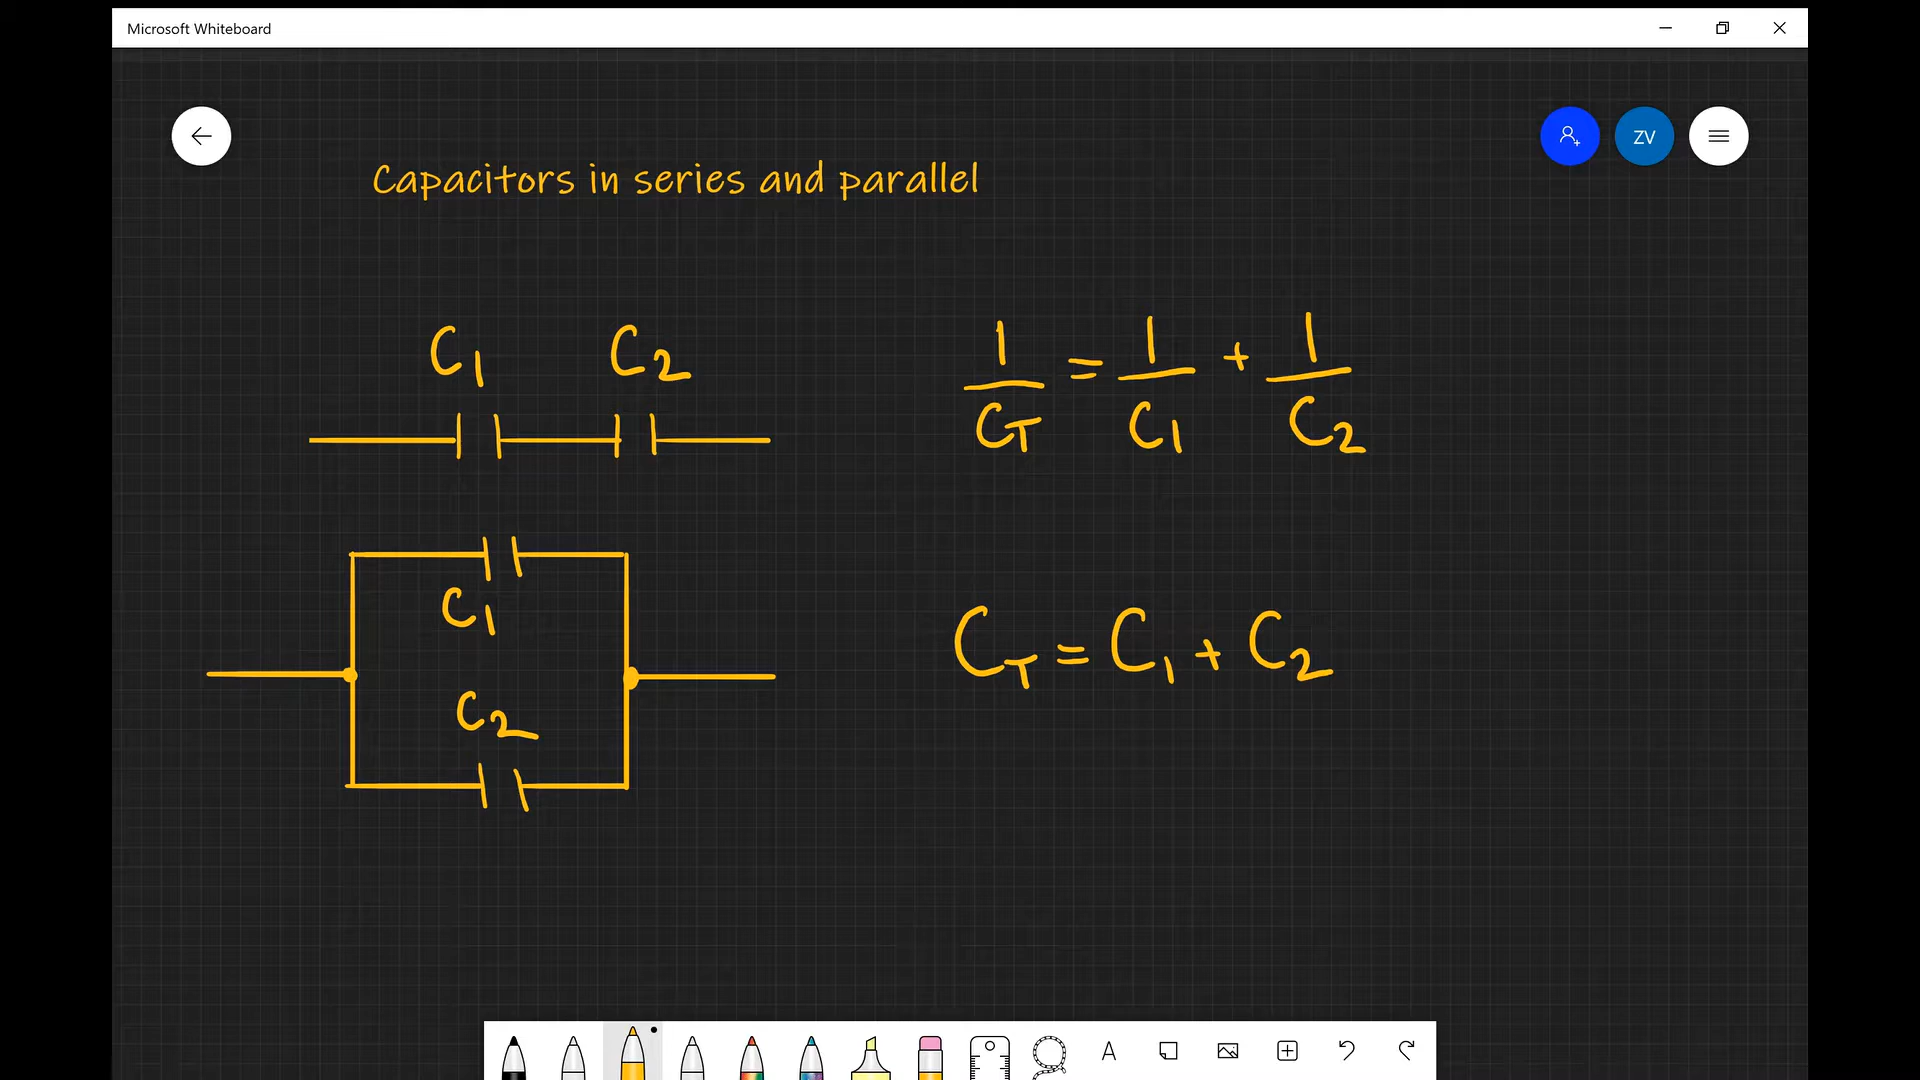 Microsoft Whiteboard
ZV
Capacitors in series and parallel
C1 C2
1/CT = 1/C1 + 1/C2
C1
CT = C1 + C2
C2
A